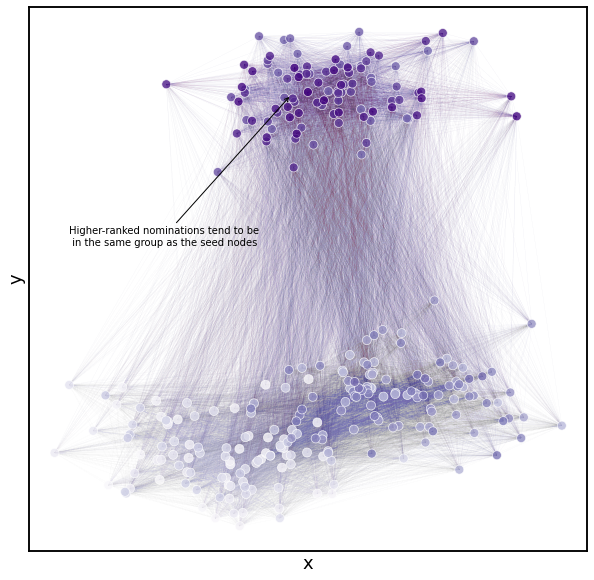 Higher-ranked nominations tend to be
in the same group as the seed nodes
y
x